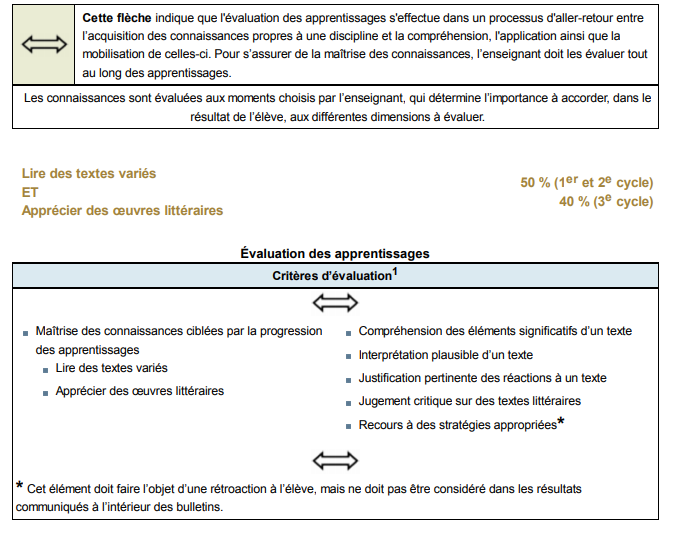 Cette flèche indique que l'évaluation des apprentissages s'effectue dans un processus d'aller-retour entre
l'acquisition des connaissances propres à une discipline et la compréhension, l'application ainsi que la
mobilisation de celles-ci. Pour s'assurer de la maîtrise des connaissances, l'enseignant doit les évaluer tout
au long des apprentissages.
Les connaissances sont évaluées aux moments choisis par l'enseignant, qui détermine l'importance à accorder, dans le
résultat de l'élève, aux différentes dimensions à évaluer.
Lire des textes variés
ET
Apprécier des œuvres littéraires
50 % (1er et 2e cycle)
40 % (3e cycle)
Évaluation des apprentissages
Critères d'évaluation1
Maîtrise des connaissances ciblées par la progression
des apprentissages
Lire des textes variés
Apprécier des œuvres littéraires
Compréhension des éléments significatifs d'un texte
Interprétation plausible d'un texte
Justification pertinente des réactions à un texte
Jugement critique sur des textes littéraires
Recours à des stratégies appropriées*
* Cet élément doit faire l'objet d'une rétroaction à l'élève, mais ne doit pas être considéré dans les résultats
communiqués à l'intérieur des bulletins.